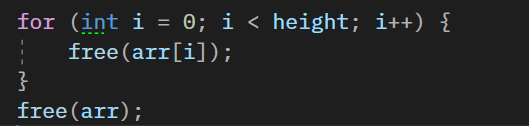 for (int i = 0; i < height; i++) {
    free(arr[i]);
}
free(arr);